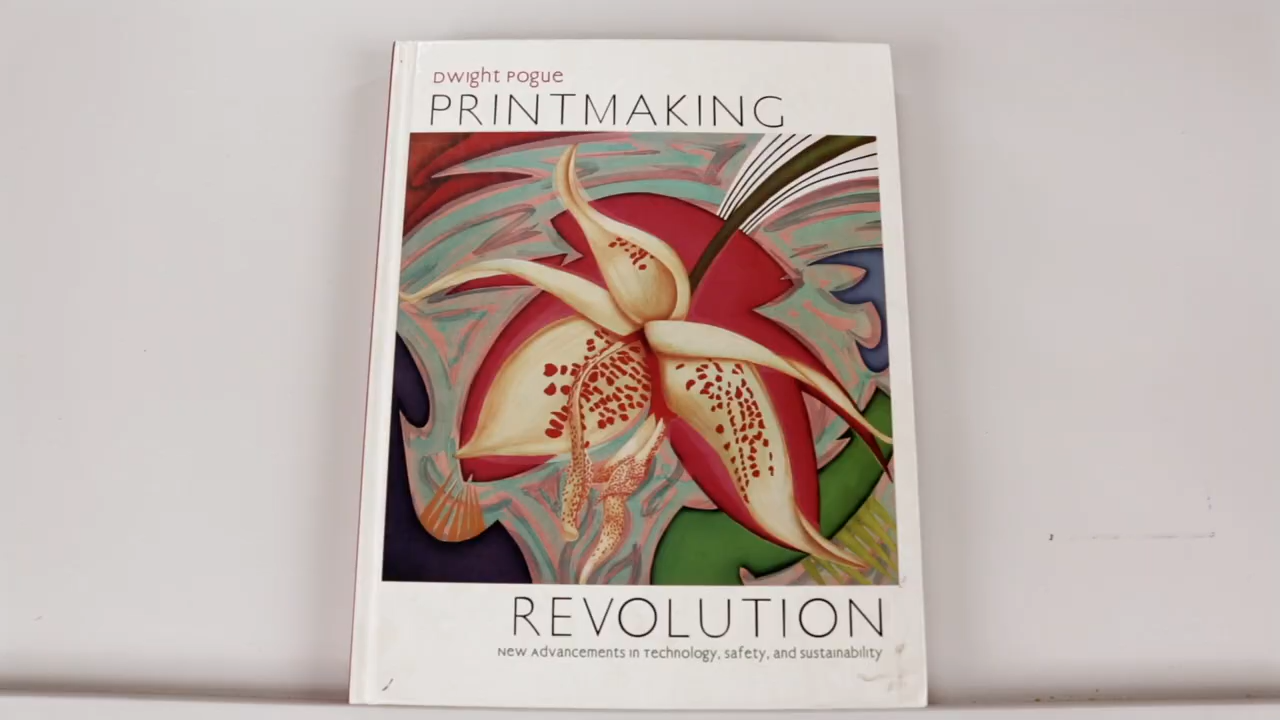 Dwight Pogue
PRINTMAKING
REVOLUTION
New Advancements in Technology, Safety, and Sustainability